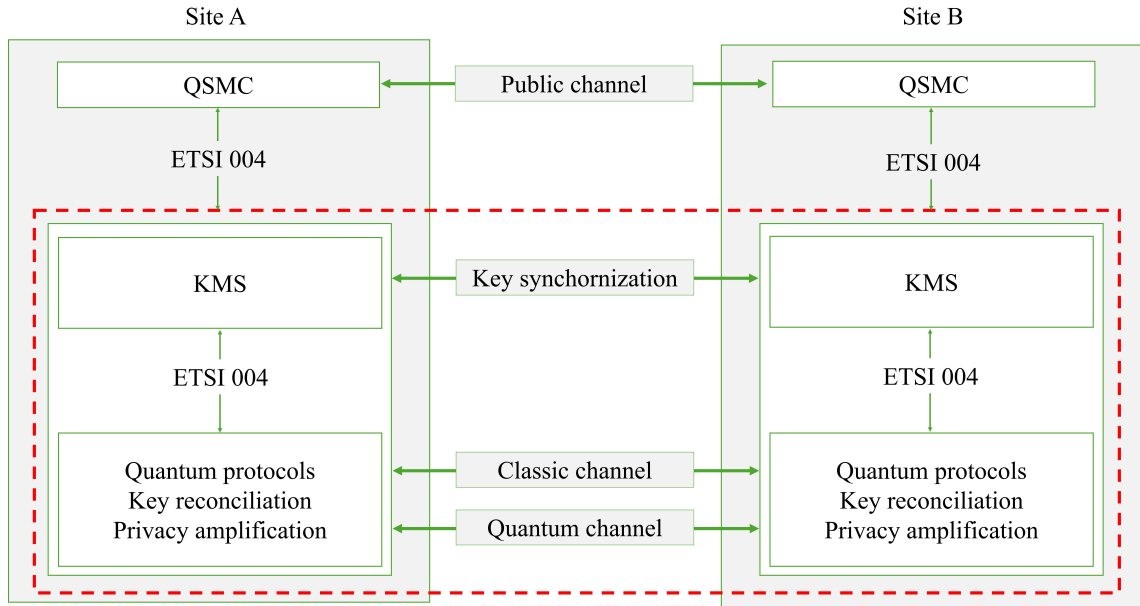 Site A
Site B
QSMC
Public channel
QSMC
ETSI 004
ETSI 004
KMS
Key synchornization
KMS
ETSI 004
ETSI 004
Quantum protocols
Key reconciliation
Privacy amplification
Classic channel
Quantum channel
Quantum protocols
Key reconciliation
Privacy amplification